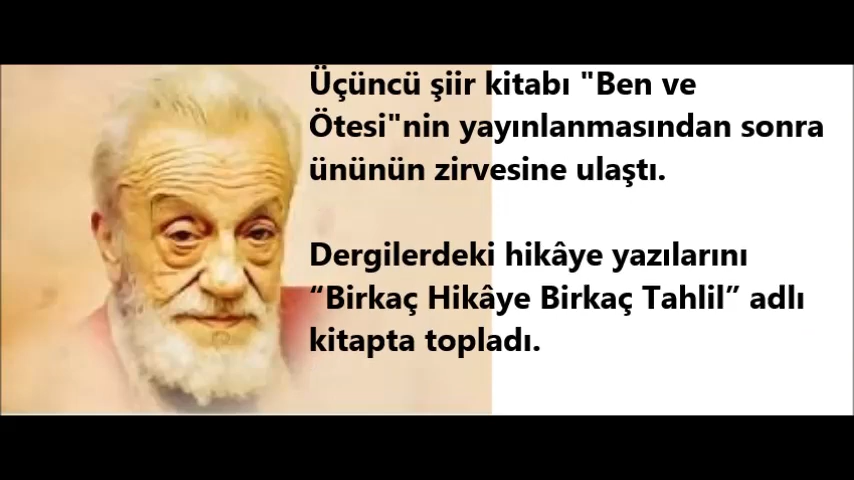 Üçüncü şiir kitabı "Ben ve
Ötesi"nin yayınlanmasından sonra
ününün zirvesine ulaştı.
Dergilerdeki hikâye yazılarını
“Birkaç Hikâye Birkaç Tahlil” adlı
kitapta topladı.